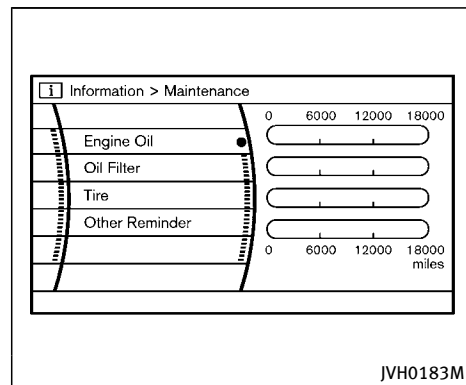 i Information > Maintenance
0 6000 12000 18000
Engine Oil
Oil Filter
Tire
Other Reminder
0 6000 12000 18000
miles
JVH0183M